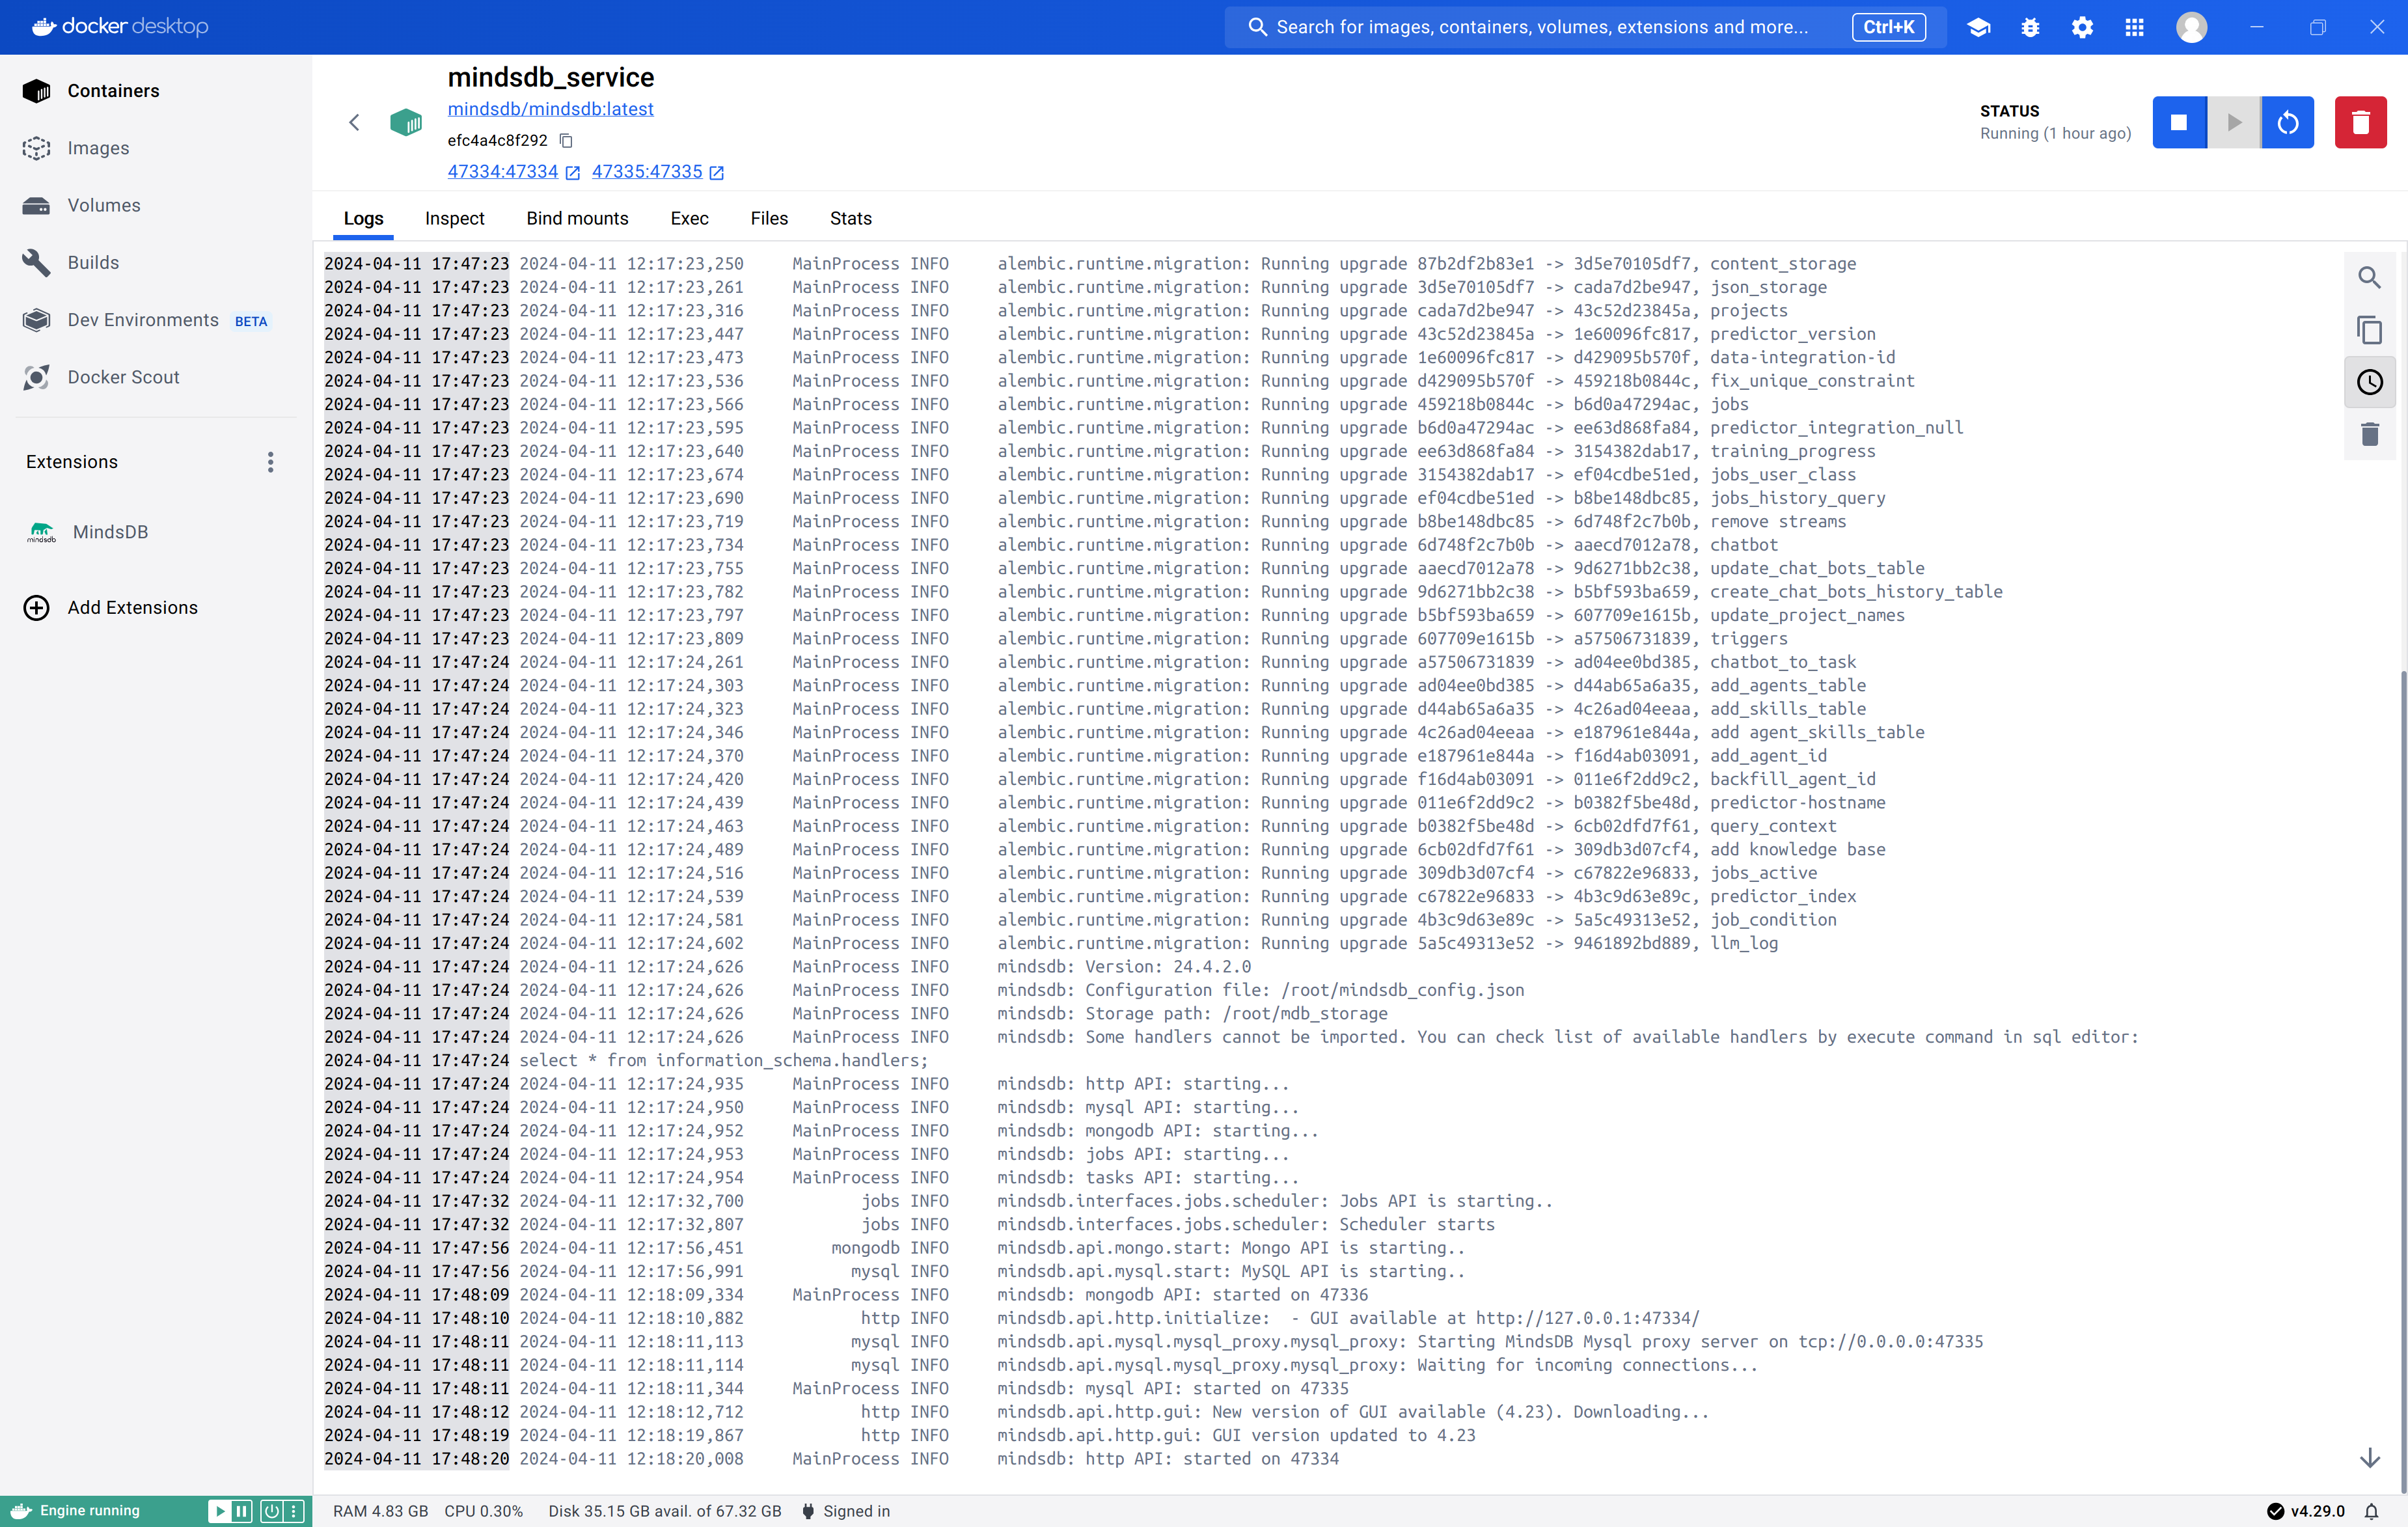 docker desktop
Search for images, containers, volumes, extensions and more...
Ctrl+K
Containers
Images
Volumes
Builds
Dev Environments BETA
Docker Scout
Extensions
mindsdb MindsDB
Add Extensions
mindsdb_service
mindsdb/mindsdb:latest
efc4a4c8f292
47334:47334 47335:47335
STATUS
Running (1 hour ago)
Logs Inspect Bind mounts Exec Files Stats
2024-04-11 17:47:23 2024-04-11 12:17:23,250 MainProcess INFO alembic.runtime.migration: Running upgrade 87b2df2b83e1 -> 3d5e70105df7, content_storage
2024-04-11 17:47:23 2024-04-11 12:17:23,261 MainProcess INFO alembic.runtime.migration: Running upgrade 3d5e70105df7 -> cada7d2be947, json_storage
2024-04-11 17:47:23 2024-04-11 12:17:23,316 MainProcess INFO alembic.runtime.migration: Running upgrade cada7d2be947 -> 43c52d23845a, projects
2024-04-11 17:47:23 2024-04-11 12:17:23,447 MainProcess INFO alembic.runtime.migration: Running upgrade 43c52d23845a -> 1e60096fc817, predictor_version
2024-04-11 17:47:23 2024-04-11 12:17:23,473 MainProcess INFO alembic.runtime.migration: Running upgrade 1e60096fc817 -> d429095b570f, data-integration-id
2024-04-11 17:47:23 2024-04-11 12:17:23,536 MainProcess INFO alembic.runtime.migration: Running upgrade d429095b570f -> 459218b0844c, fix_unique_constraint
2024-04-11 17:47:23 2024-04-11 12:17:23,566 MainProcess INFO alembic.runtime.migration: Running upgrade 459218b0844c -> b6d0a47294ac, jobs
2024-04-11 17:47:23 2024-04-11 12:17:23,595 MainProcess INFO alembic.runtime.migration: Running upgrade b6d0a47294ac -> ee63d868fa84, predictor_integration_null
2024-04-11 17:47:23 2024-04-11 12:17:23,640 MainProcess INFO alembic.runtime.migration: Running upgrade ee63d868fa84 -> 3154382dab17, training_progress
2024-04-11 17:47:23 2024-04-11 12:17:23,674 MainProcess INFO alembic.runtime.migration: Running upgrade 3154382dab17 -> ef04cdbe51ed, jobs_user_class
2024-04-11 17:47:23 2024-04-11 12:17:23,690 MainProcess INFO alembic.runtime.migration: Running upgrade ef04cdbe51ed -> b8be148dbc85, jobs_history_query
2024-04-11 17:47:23 2024-04-11 12:17:23,719 MainProcess INFO alembic.runtime.migration: Running upgrade b8be148dbc85 -> 6d748f2c7b0b, remove streams
2024-04-11 17:47:23 2024-04-11 12:17:23,734 MainProcess INFO alembic.runtime.migration: Running upgrade 6d748f2c7b0b -> aaecd7012a78, chatbot
2024-04-11 17:47:23 2024-04-11 12:17:23,755 MainProcess INFO alembic.runtime.migration: Running upgrade aaecd7012a78 -> 9d6271bb2c38, update_chat_bots_table
2024-04-11 17:47:23 2024-04-11 12:17:23,782 MainProcess INFO alembic.runtime.migration: Running upgrade 9d6271bb2c38 -> b5bf593ba659, create_chat_bots_history_table
2024-04-11 17:47:23 2024-04-11 12:17:23,797 MainProcess INFO alembic.runtime.migration: Running upgrade b5bf593ba659 -> 607709e1615b, update_project_names
2024-04-11 17:47:23 2024-04-11 12:17:23,809 MainProcess INFO alembic.runtime.migration: Running upgrade 607709e1615b -> a57506731839, triggers
2024-04-11 17:47:24 2024-04-11 12:17:24,261 MainProcess INFO alembic.runtime.migration: Running upgrade a57506731839 -> ad04ee0bd385, chatbot_to_task
2024-04-11 17:47:24 2024-04-11 12:17:24,303 MainProcess INFO alembic.runtime.migration: Running upgrade ad04ee0bd385 -> d44ab65a6a35, add_agents_table
2024-04-11 17:47:24 2024-04-11 12:17:24,323 MainProcess INFO alembic.runtime.migration: Running upgrade d44ab65a6a35 -> 4c26ad04eeaa, add_skills_table
2024-04-11 17:47:24 2024-04-11 12:17:24,346 MainProcess INFO alembic.runtime.migration: Running upgrade 4c26ad04eeaa -> e187961e844a, add agent_skills_table
2024-04-11 17:47:24 2024-04-11 12:17:24,370 MainProcess INFO alembic.runtime.migration: Running upgrade e187961e844a -> f16d4ab03091, add_agent_id
2024-04-11 17:47:24 2024-04-11 12:17:24,420 MainProcess INFO alembic.runtime.migration: Running upgrade f16d4ab03091 -> 011e6f2dd9c2, backfill_agent_id
2024-04-11 17:47:24 2024-04-11 12:17:24,439 MainProcess INFO alembic.runtime.migration: Running upgrade 011e6f2dd9c2 -> b0382f5be48d, predictor-hostname
2024-04-11 17:47:24 2024-04-11 12:17:24,463 MainProcess INFO alembic.runtime.migration: Running upgrade b0382f5be48d -> 6cb02dfd7f61, query_context
2024-04-11 17:47:24 2024-04-11 12:17:24,489 MainProcess INFO alembic.runtime.migration: Running upgrade 6cb02dfd7f61 -> 309db3d07cf4, add knowledge base
2024-04-11 17:47:24 2024-04-11 12:17:24,516 MainProcess INFO alembic.runtime.migration: Running upgrade 309db3d07cf4 -> c67822e96833, jobs_active
2024-04-11 17:47:24 2024-04-11 12:17:24,539 MainProcess INFO alembic.runtime.migration: Running upgrade c67822e96833 -> 4b3c9d63e89c, predictor_index
2024-04-11 17:47:24 2024-04-11 12:17:24,581 MainProcess INFO alembic.runtime.migration: Running upgrade 4b3c9d63e89c -> 5a5c49313e52, job_condition
2024-04-11 17:47:24 2024-04-11 12:17:24,602 MainProcess INFO alembic.runtime.migration: Running upgrade 5a5c49313e52 -> 9461892bd889, llm_log
2024-04-11 17:47:24 2024-04-11 12:17:24,626 MainProcess INFO mindsdb: Version: 24.4.2.0
2024-04-11 17:47:24 2024-04-11 12:17:24,626 MainProcess INFO mindsdb: Configuration file: /root/mindsdb_config.json
2024-04-11 17:47:24 2024-04-11 12:17:24,626 MainProcess INFO mindsdb: Storage path: /root/mdb_storage
2024-04-11 17:47:24 2024-04-11 12:17:24,626 MainProcess INFO mindsdb: Some handlers cannot be imported. You can check list of available handlers by execute command in sql editor:
2024-04-11 17:47:24 select * from information_schema.handlers;
2024-04-11 17:47:24 2024-04-11 12:17:24,935 MainProcess INFO mindsdb: http API: starting...
2024-04-11 17:47:24 2024-04-11 12:17:24,950 MainProcess INFO mindsdb: mysql API: starting...
2024-04-11 17:47:24 2024-04-11 12:17:24,952 MainProcess INFO mindsdb: mongodb API: starting...
2024-04-11 17:47:24 2024-04-11 12:17:24,953 MainProcess INFO mindsdb: jobs API: starting...
2024-04-11 17:47:24 2024-04-11 12:17:24,954 MainProcess INFO mindsdb: tasks API: starting...
2024-04-11 17:47:32 2024-04-11 12:17:32,700 jobs INFO mindsdb.interfaces.jobs.scheduler: Jobs API is starting..
2024-04-11 17:47:32 2024-04-11 12:17:32,807 jobs INFO mindsdb.interfaces.jobs.scheduler: Scheduler starts
2024-04-11 17:47:56 2024-04-11 12:17:56,451 mongodb INFO mindsdb.api.mongo.start: Mongo API is starting..
2024-04-11 17:47:56 2024-04-11 12:17:56,991 mysql INFO mindsdb.api.mysql.start: MySQL API is starting..
2024-04-11 17:48:09 2024-04-11 12:18:09,334 MainProcess INFO mindsdb: mongodb API: started on 47336
2024-04-11 17:48:10 2024-04-11 12:18:10,882 http INFO mindsdb.api.http.initialize:  - GUI available at http://127.0.0.1:47334/
2024-04-11 17:48:11 2024-04-11 12:18:11,113 mysql INFO mindsdb.api.mysql.mysql_proxy.mysql_proxy: Starting MindsDB Mysql proxy server on tcp://0.0.0.0:47335
2024-04-11 17:48:11 2024-04-11 12:18:11,114 mysql INFO mindsdb.api.mysql.mysql_proxy.mysql_proxy: Waiting for incoming connections...
2024-04-11 17:48:11 2024-04-11 12:18:11,344 MainProcess INFO mindsdb: mysql API: started on 47335
2024-04-11 17:48:12 2024-04-11 12:18:12,712 http INFO mindsdb.api.http.gui: New version of GUI available (4.23). Downloading...
2024-04-11 17:48:19 2024-04-11 12:18:19,867 http INFO mindsdb.api.http.gui: GUI version updated to 4.23
2024-04-11 17:48:20 2024-04-11 12:18:20,008 MainProcess INFO mindsdb: http API: started on 47334
Engine running
RAM 4.83 GB CPU 0.30% Disk 35.15 GB avail. of 67.32 GB Signed in
v4.29.0